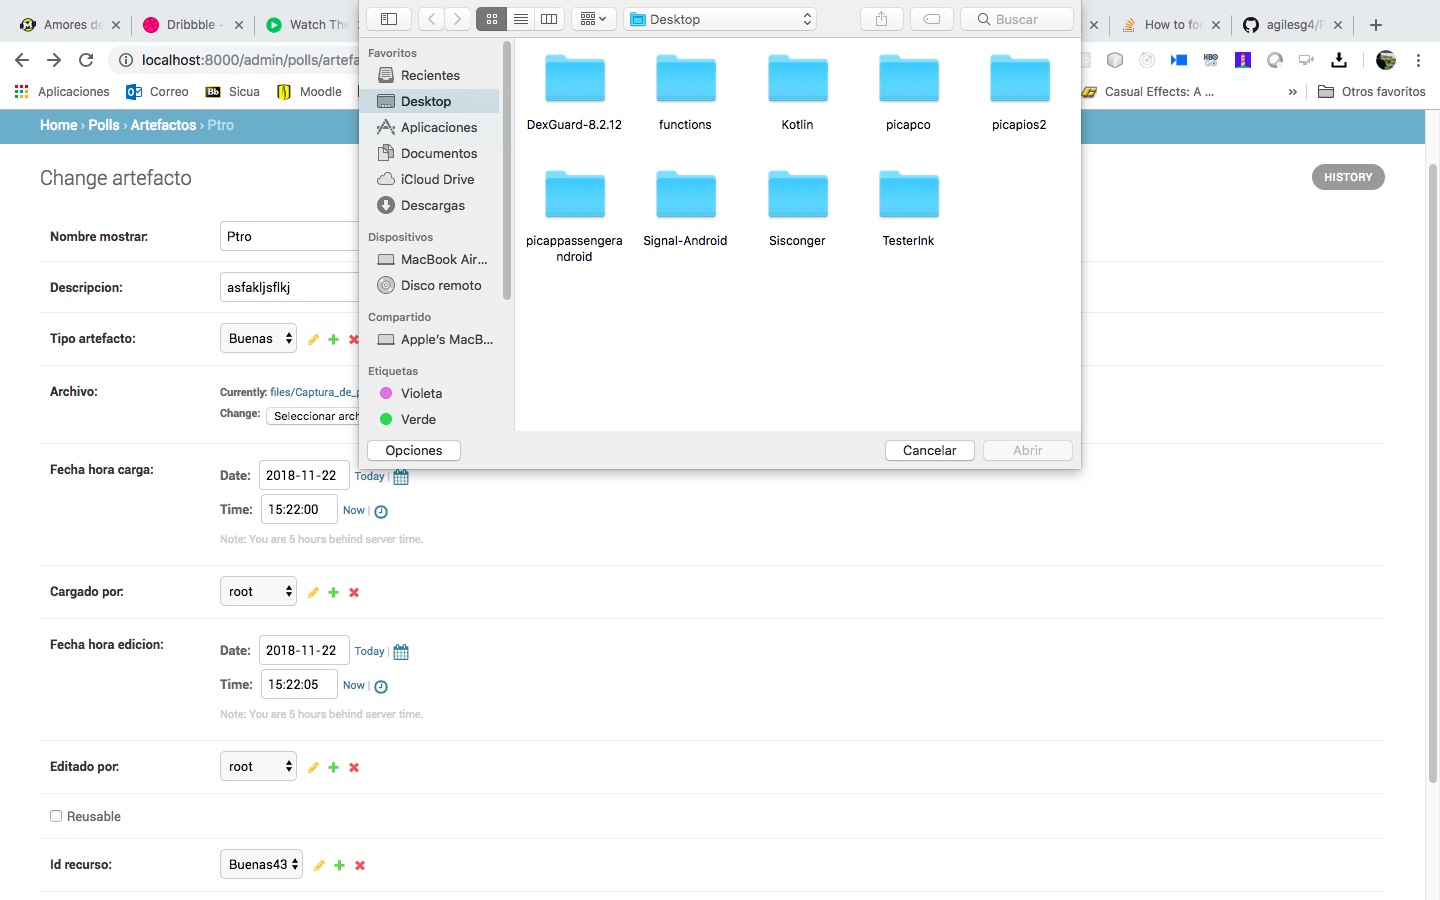 Amores de
Dribbble -
Watch The
Desktop
Buscar
How to for
agilesg4/P
localhost:8000/admin/polls/artefa
Aplicaciones
Correo
Sicua
Moodle
Casual Effects: A ...
»
Otros favoritos
Home › Polls › Artefactos › Ptro
Change artefacto
HISTORY
Favoritos
Recientes
Desktop
Aplicaciones
Documentos
iCloud Drive
Descargas
Dispositivos
MacBook Air...
Disco remoto
Compartido
Apple's MacB...
Etiquetas
Violeta
Verde
DexGuard-8.2.12
functions
Kotlin
picapco
picapios2
picappassengera
ndroid
Signal-Android
Sisconger
TesterInk
Opciones
Cancelar
Abrir
Nombre mostrar:
Ptro
Descripcion:
asfakljsflkj
Tipo artefacto:
Buenas
Archivo:
Currently: files/Captura_de_p
Change: Seleccionar arch
Fecha hora carga:
Date: 2018-11-22 Today |
Time: 15:22:00 Now |
Note: You are 5 hours behind server time.
Cargado por:
root
Fecha hora edicion:
Date: 2018-11-22 Today |
Time: 15:22:05 Now |
Note: You are 5 hours behind server time.
Editado por:
root
Reusable
Id recurso:
Buenas43